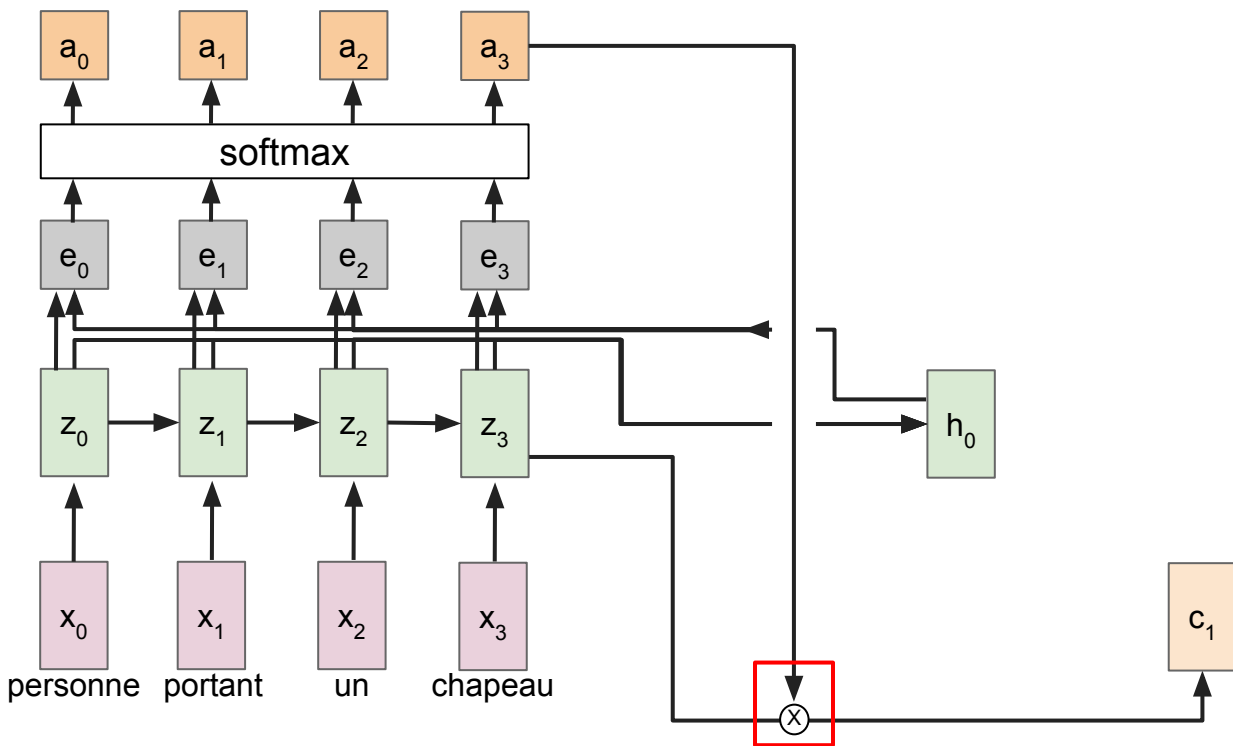 a₀ a₁ a₂ a₃
softmax
e₀ e₁ e₂ e₃
z₀ z₁ z₂ z₃ h₀
x₀ x₁ x₂ x₃ c₁
personne portant un chapeau
X